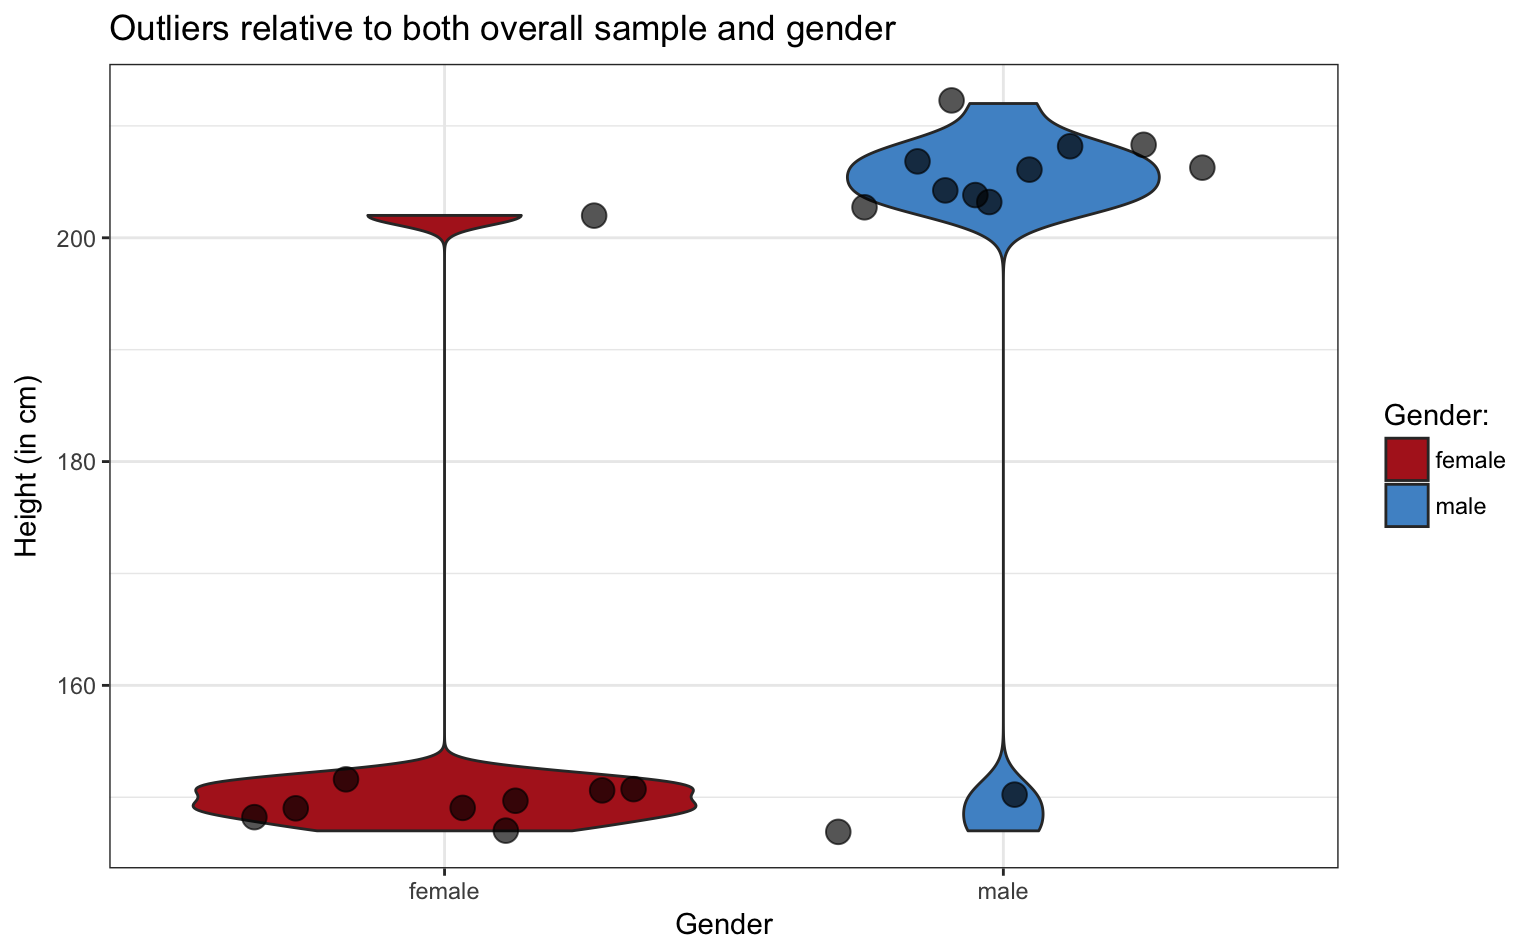 Outliers relative to both overall sample and gender
Height (in cm)
200
180
160
female
male
Gender
Gender:
female
male